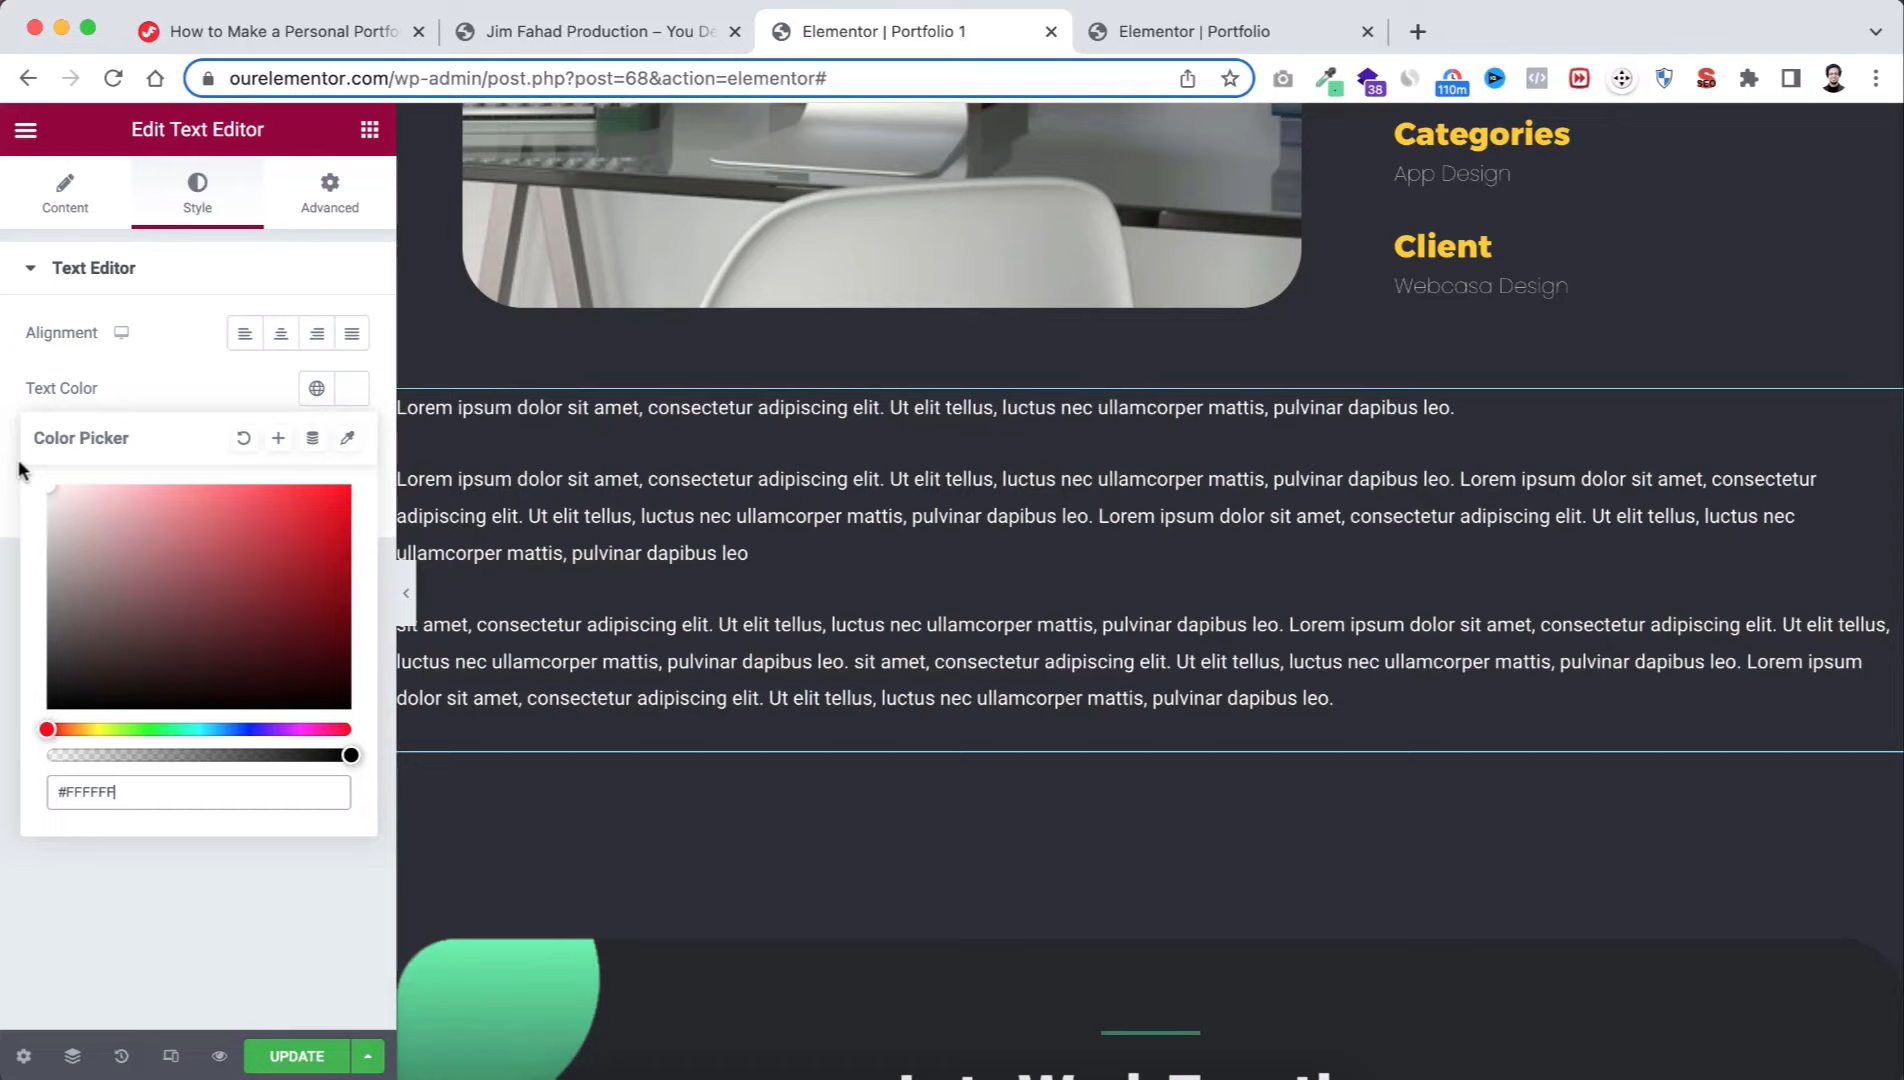 How to Make a Personal Portfo
Jim Fahad Production – You De
Elementor | Portfolio 1
Elementor | Portfolio
ourelementor.com/wp-admin/post.php?post=68&action=elementor#
38
110m
SEO
Edit Text Editor
Content
Style
Advanced
Text Editor
Alignment
Text Color
Color Picker
#FFFFFF
UPDATE
Categories
App Design
Client
Webcasa Design
Lorem ipsum dolor sit amet, consectetur adipiscing elit. Ut elit tellus, luctus nec ullamcorper mattis, pulvinar dapibus leo.
Lorem ipsum dolor sit amet, consectetur adipiscing elit. Ut elit tellus, luctus nec ullamcorper mattis, pulvinar dapibus leo. Lorem ipsum dolor sit amet, consectetur
adipiscing elit. Ut elit tellus, luctus nec ullamcorper mattis, pulvinar dapibus leo. Lorem ipsum dolor sit amet, consectetur adipiscing elit. Ut elit tellus, luctus nec
ullamcorper mattis, pulvinar dapibus leo
sit amet, consectetur adipiscing elit. Ut elit tellus, luctus nec ullamcorper mattis, pulvinar dapibus leo. Lorem ipsum dolor sit amet, consectetur adipiscing elit. Ut elit tellus,
luctus nec ullamcorper mattis, pulvinar dapibus leo. sit amet, consectetur adipiscing elit. Ut elit tellus, luctus nec ullamcorper mattis, pulvinar dapibus leo. Lorem ipsum
dolor sit amet, consectetur adipiscing elit. Ut elit tellus, luctus nec ullamcorper mattis, pulvinar dapibus leo.